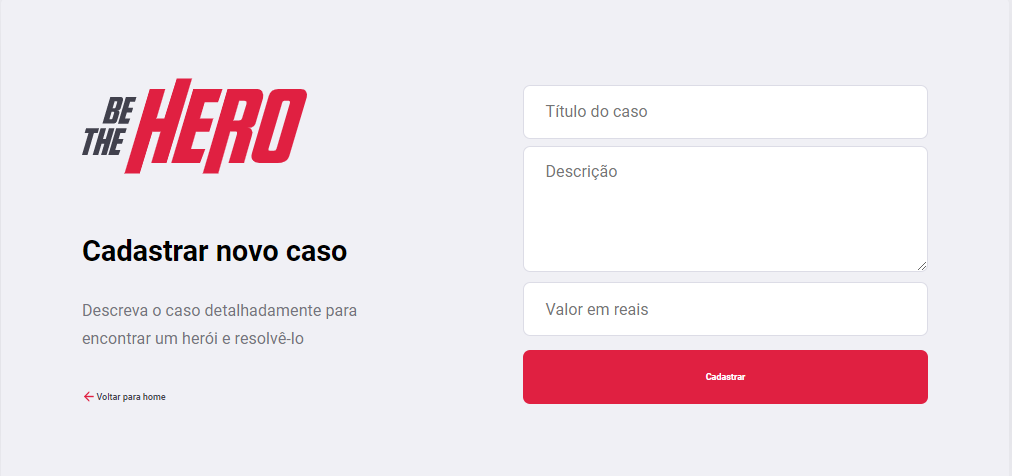 BE
THE HERO
Cadastrar novo caso
Descreva o caso detalhadamente para
encontrar um herói e resolvê-lo
Voltar para home
Título do caso
Descrição
Valor em reais
Cadastrar